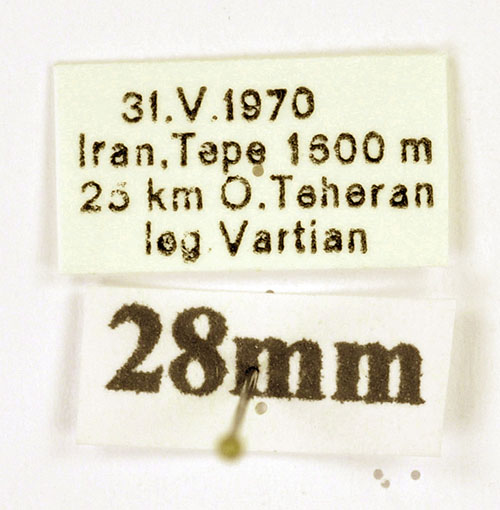 31.V.1970
Iran,Tepe 1600 m
25 km O.Teheran
leg. Vartian
28mm